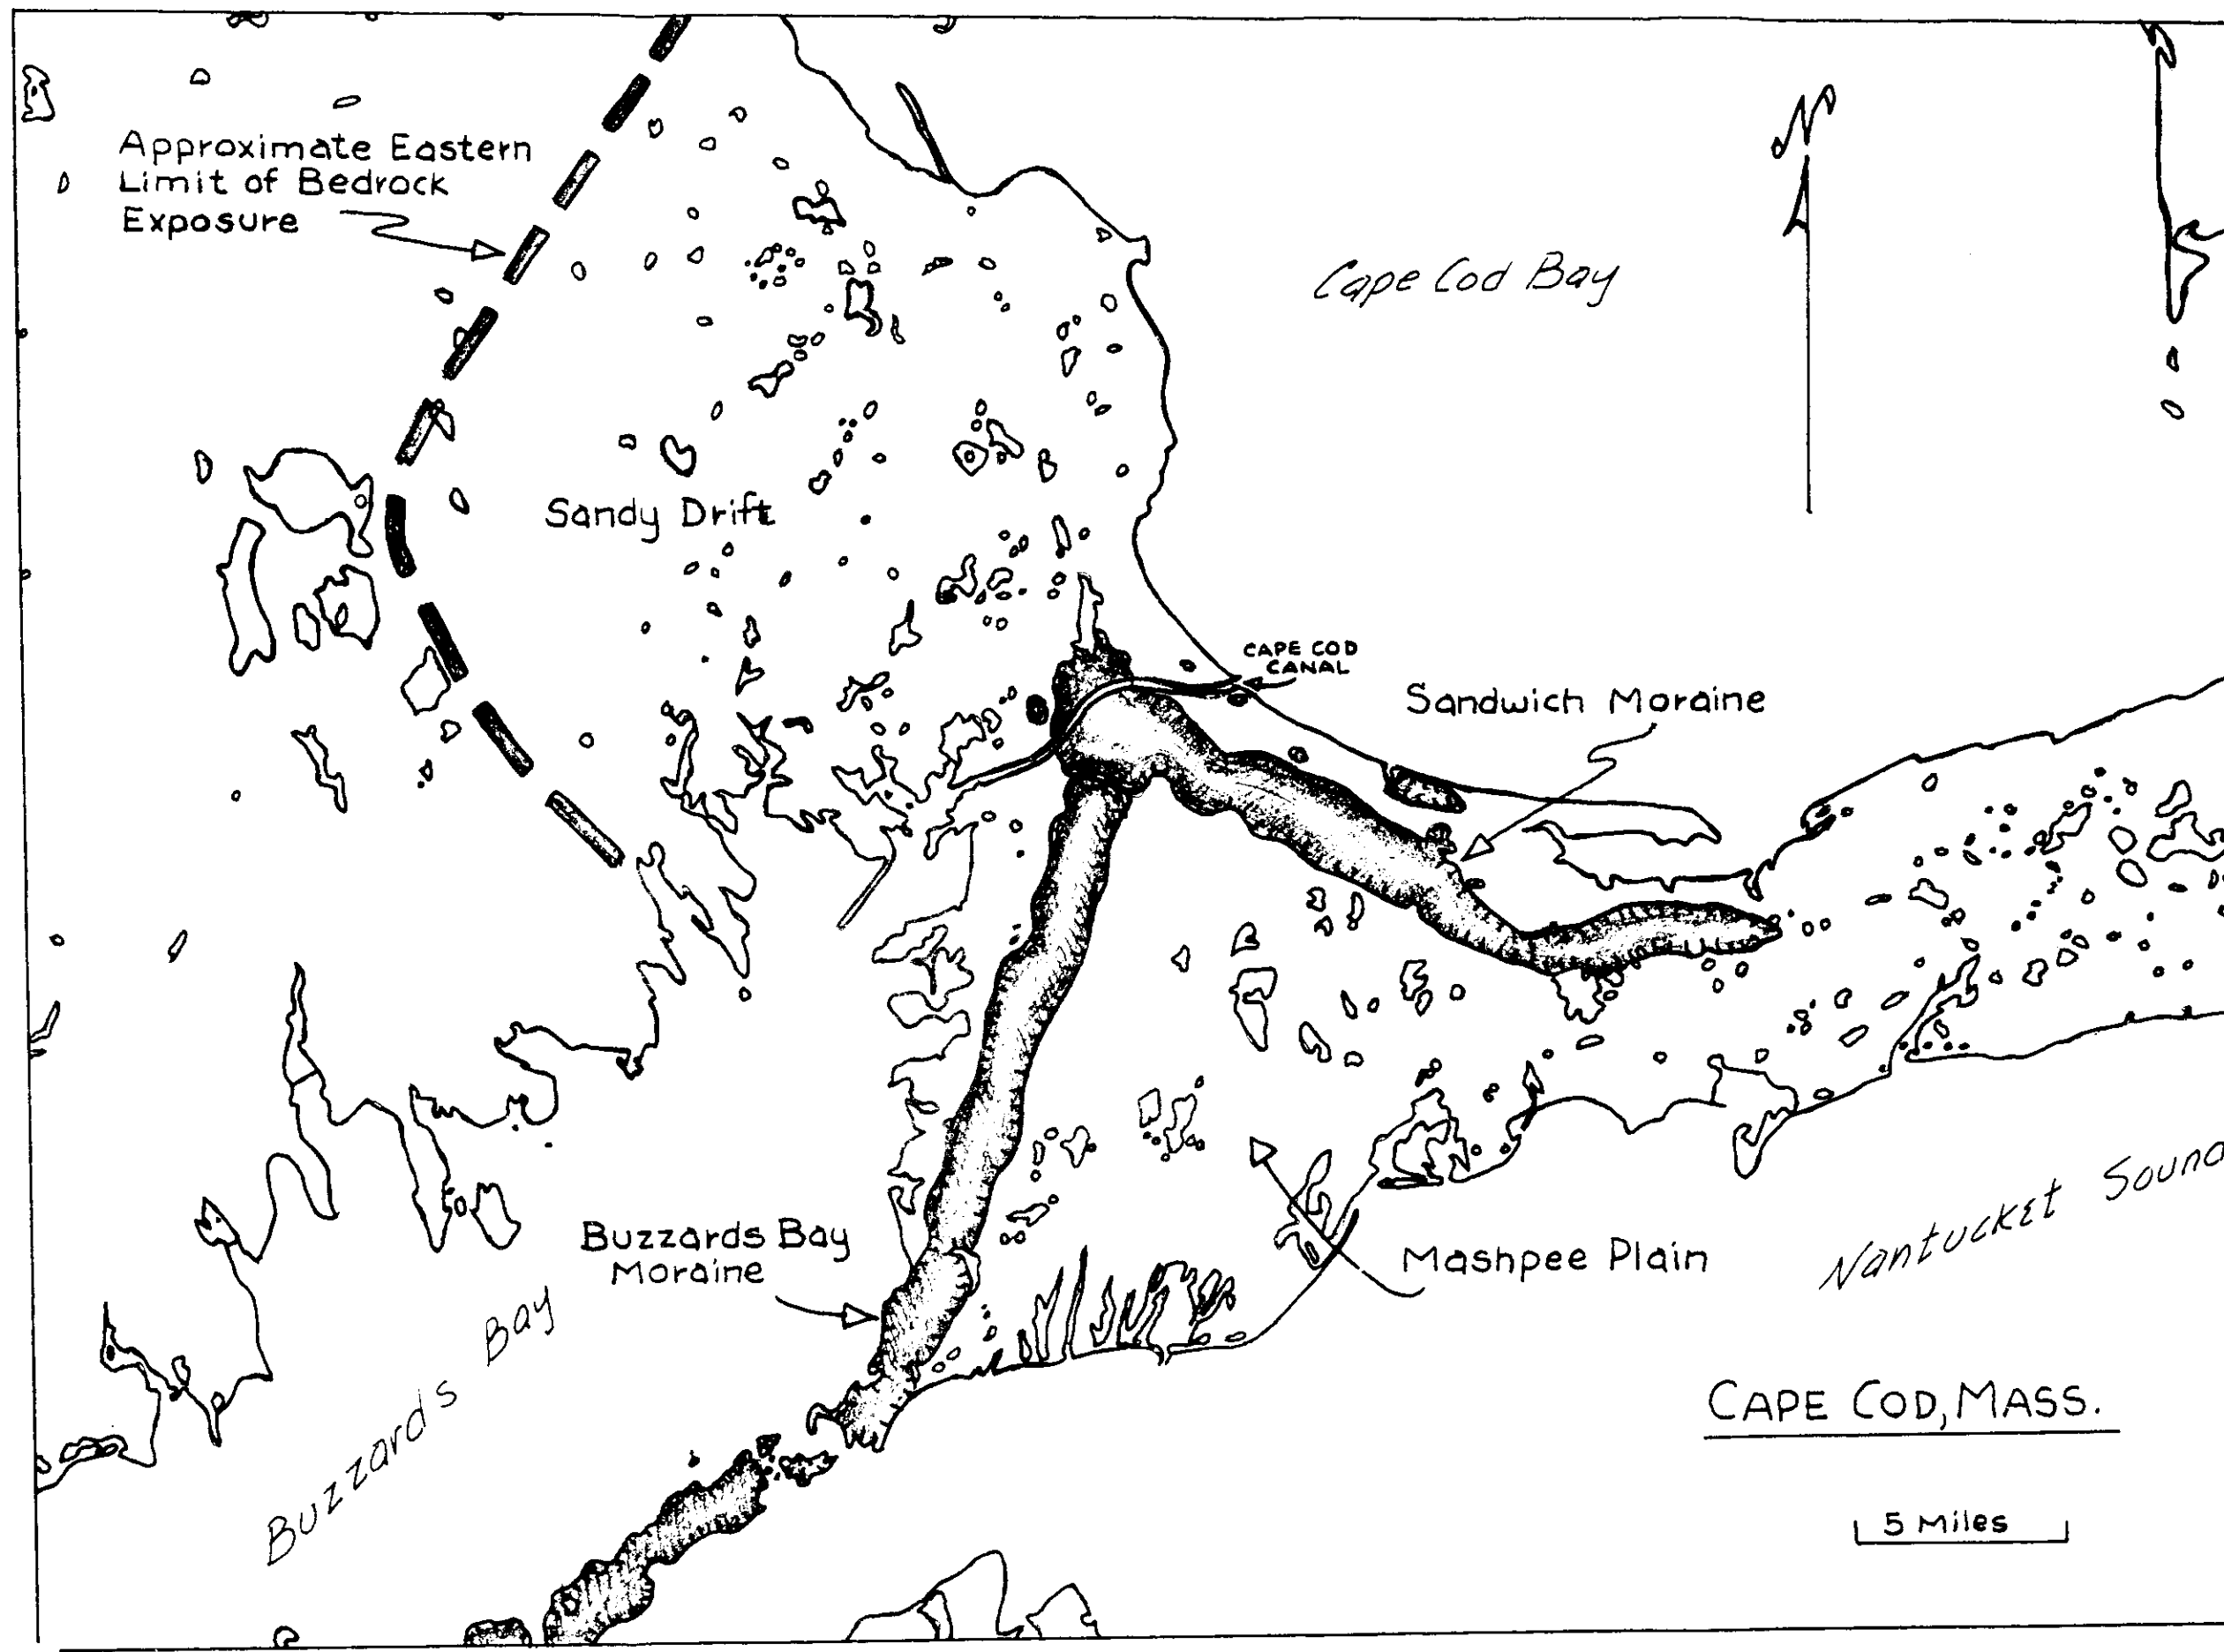 Approximate Eastern
Limit of Bedrock
Exposure
N
Cape Cod Bay
Sandy Drift
CAPE COD
CANAL
Sandwich Moraine
Buzzards Bay
Moraine
Mashpee Plain
Nantucket Sound
Buzzards Bay
CAPE COD, MASS.
5 Miles